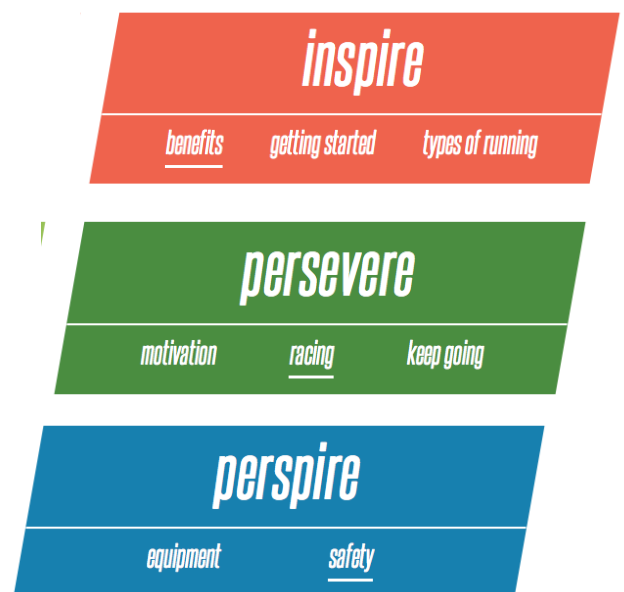 inspire
benefits getting started types of running
persevere
motivation racing keep going
perspire
equipment safety